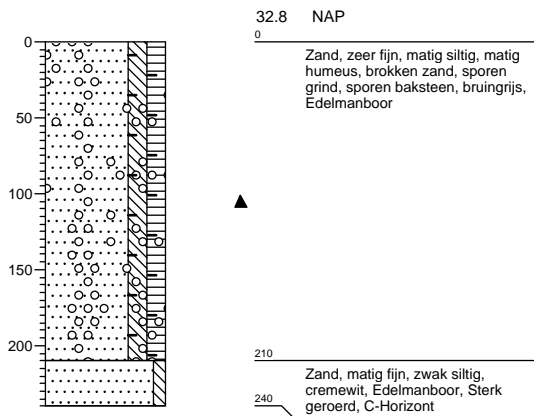 32.8 NAP
0
0
Zand, zeer fijn, matig siltig, matig
humeus, brokken zand, sporen
grind, sporen baksteen, bruingrijs,
Edelmanboor
50
100
150
200
210
Zand, matig fijn, zwak siltig,
cremewit, Edelmanboor, Sterk
geroerd, C-Horizont
240